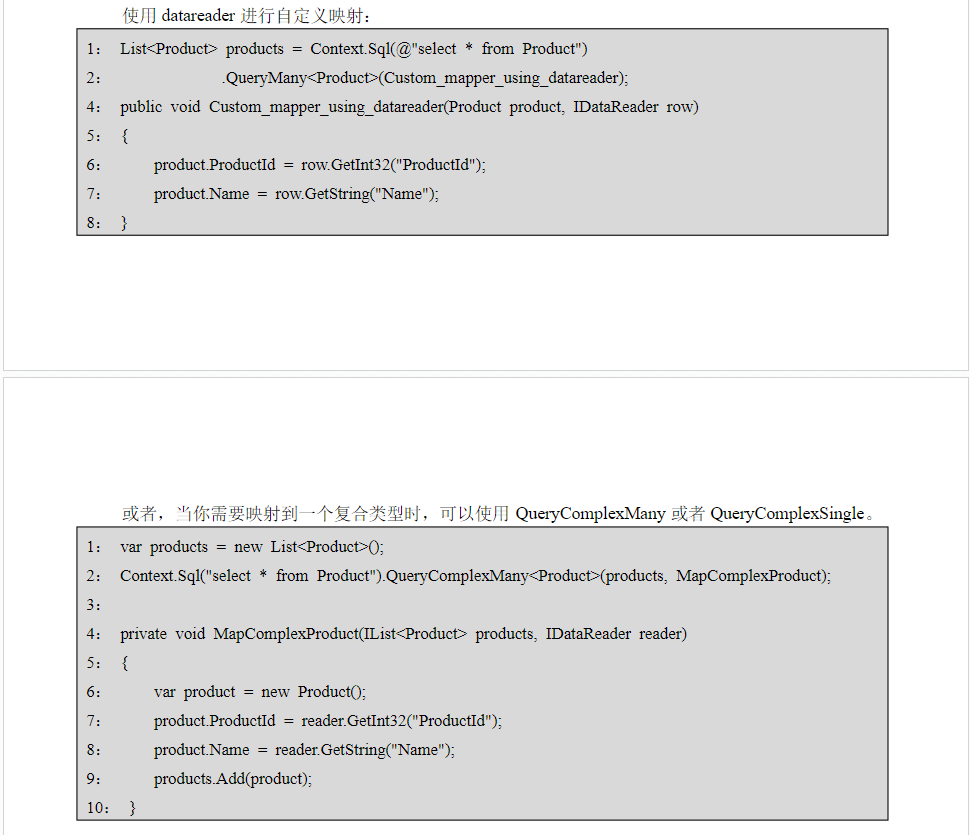 使用 datareader 进行自定义映射：
1： List<Product> products = Context.Sql(@"select * from Product")
2： .QueryMany<Product>(Custom_mapper_using_datareader);
4： public void Custom_mapper_using_datareader(Product product, IDataReader row)
5： {
6： product.ProductId = row.GetInt32("ProductId");
7： product.Name = row.GetString("Name");
8： }
或者，当你需要映射到一个复合类型时，可以使用 QueryComplexMany 或者 QueryComplexSingle。
1： var products = new List<Product>();
2： Context.Sql("select * from Product").QueryComplexMany<Product>(products, MapComplexProduct);
3：
4： private void MapComplexProduct(IList<Product> products, IDataReader reader)
5： {
6： var product = new Product();
7： product.ProductId = reader.GetInt32("ProductId");
8： product.Name = reader.GetString("Name");
9： products.Add(product);
10： }